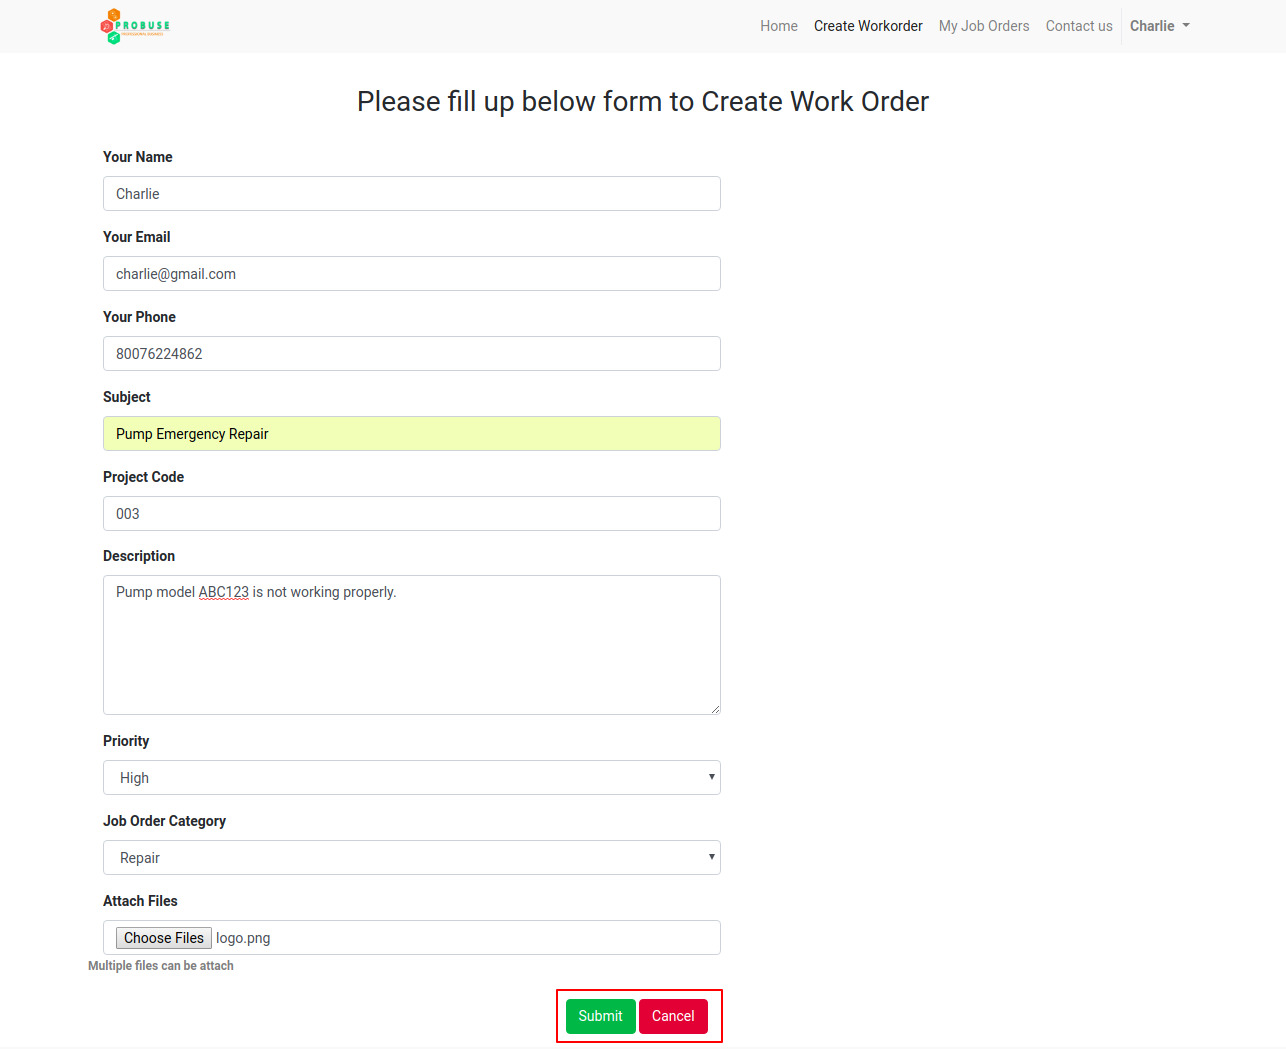 PROBUSE
PROFESSIONAL BUSINESS
Home Create Workorder My Job Orders Contact us Charlie
Please fill up below form to Create Work Order
Your Name
Charlie
Your Email
charlie@gmail.com
Your Phone
80076224862
Subject
Pump Emergency Repair
Project Code
003
Description
Pump model ABC123 is not working properly.
Priority
High
Job Order Category
Repair
Attach Files
Choose Files logo.png
Multiple files can be attach
Submit Cancel